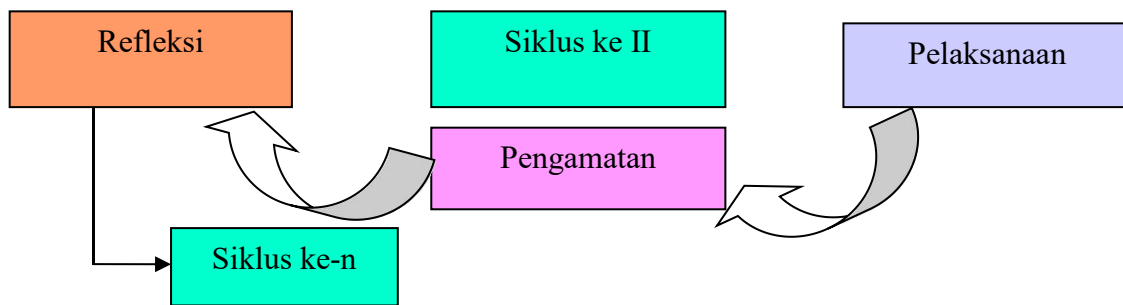 Refleksi
Siklus ke II
Pelaksanaan
Pengamatan
Siklus ke-n